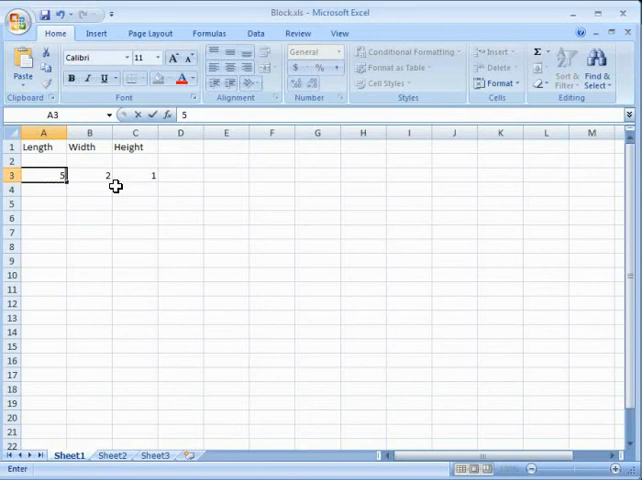 Block.xls - Microsoft Excel
Home Insert Page Layout Formulas Data Review View
Paste
Calibri 11 A A
B I U A
General
$ % ,
Conditional Formatting
Format as Table
Cell Styles
Insert
Delete
Format
Σ
Sort & Filter
Find & Select
Clipboard Font Alignment Number Styles Cells Editing
A3 fx 5
A B C D E F G H I J K L M
1 Length Width Height
2
3 5 2 1
4
5
6
7
8
9
10
11
12
13
14
15
16
17
18
19
20
21
22
Sheet1 Sheet2 Sheet3
Enter